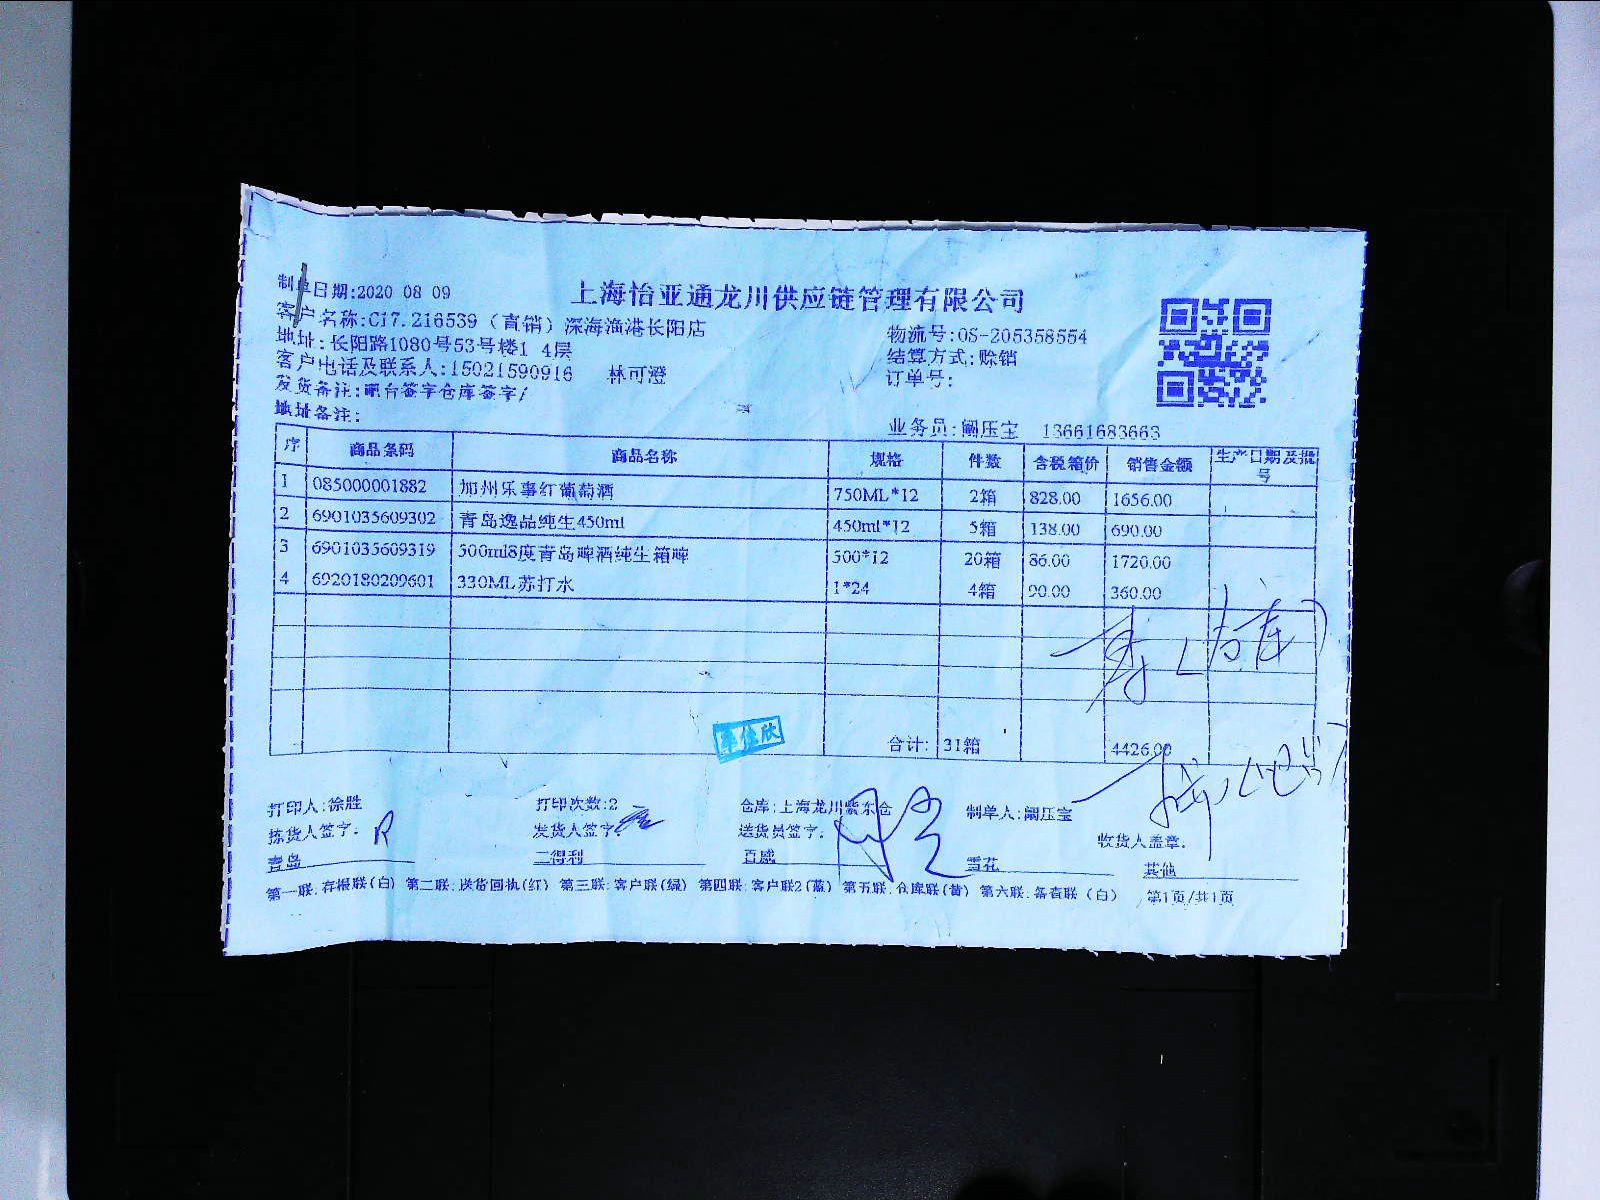 上海怡亚通龙川供应链管理有限公司
制单日期:2020 08 09
客户名称:C17.216539（直销）深海渔港长阳店
物流号:0S-205358554
地址:长阳路1080号53号楼1 4层
结算方式:赊销
客户电话及联系人:15021590916 林可澄
订单号:
发货备注:吧台签字仓库签字/
地址备注:
业务员:阚压宝 13661683663
序 商品条码 商品名称 规格 件数 含税箱价 销售金额 生产日期及批号
1 085000001882 加州乐事红葡萄酒 750ML*12 2箱 828.00 1656.00
2 6901035609302 青岛逸品纯生450ml 450ml*12 5箱 138.00 690.00
3 6901035609319 500ml8度青岛啤酒纯生箱啤 500*12 20箱 86.00 1720.00
4 6920180209601 330ML苏打水 1*24 4箱 90.00 360.00
合计: 31箱 4426.00
打印人:徐胜 打印次数:2 仓库:上海龙川紫东仓 制单人:阚压宝
拣货人签字: 发货人签字: 送货员签字: 收货人盖章:
青岛 三得利 百威 雪花 其他
第一联:存根联(白) 第二联:送货回执(红) 第三联:客户联(绿) 第四联:客户联2(蓝) 第五联:仓库联(黄) 第六联:备查联（白） 第1页/共1页